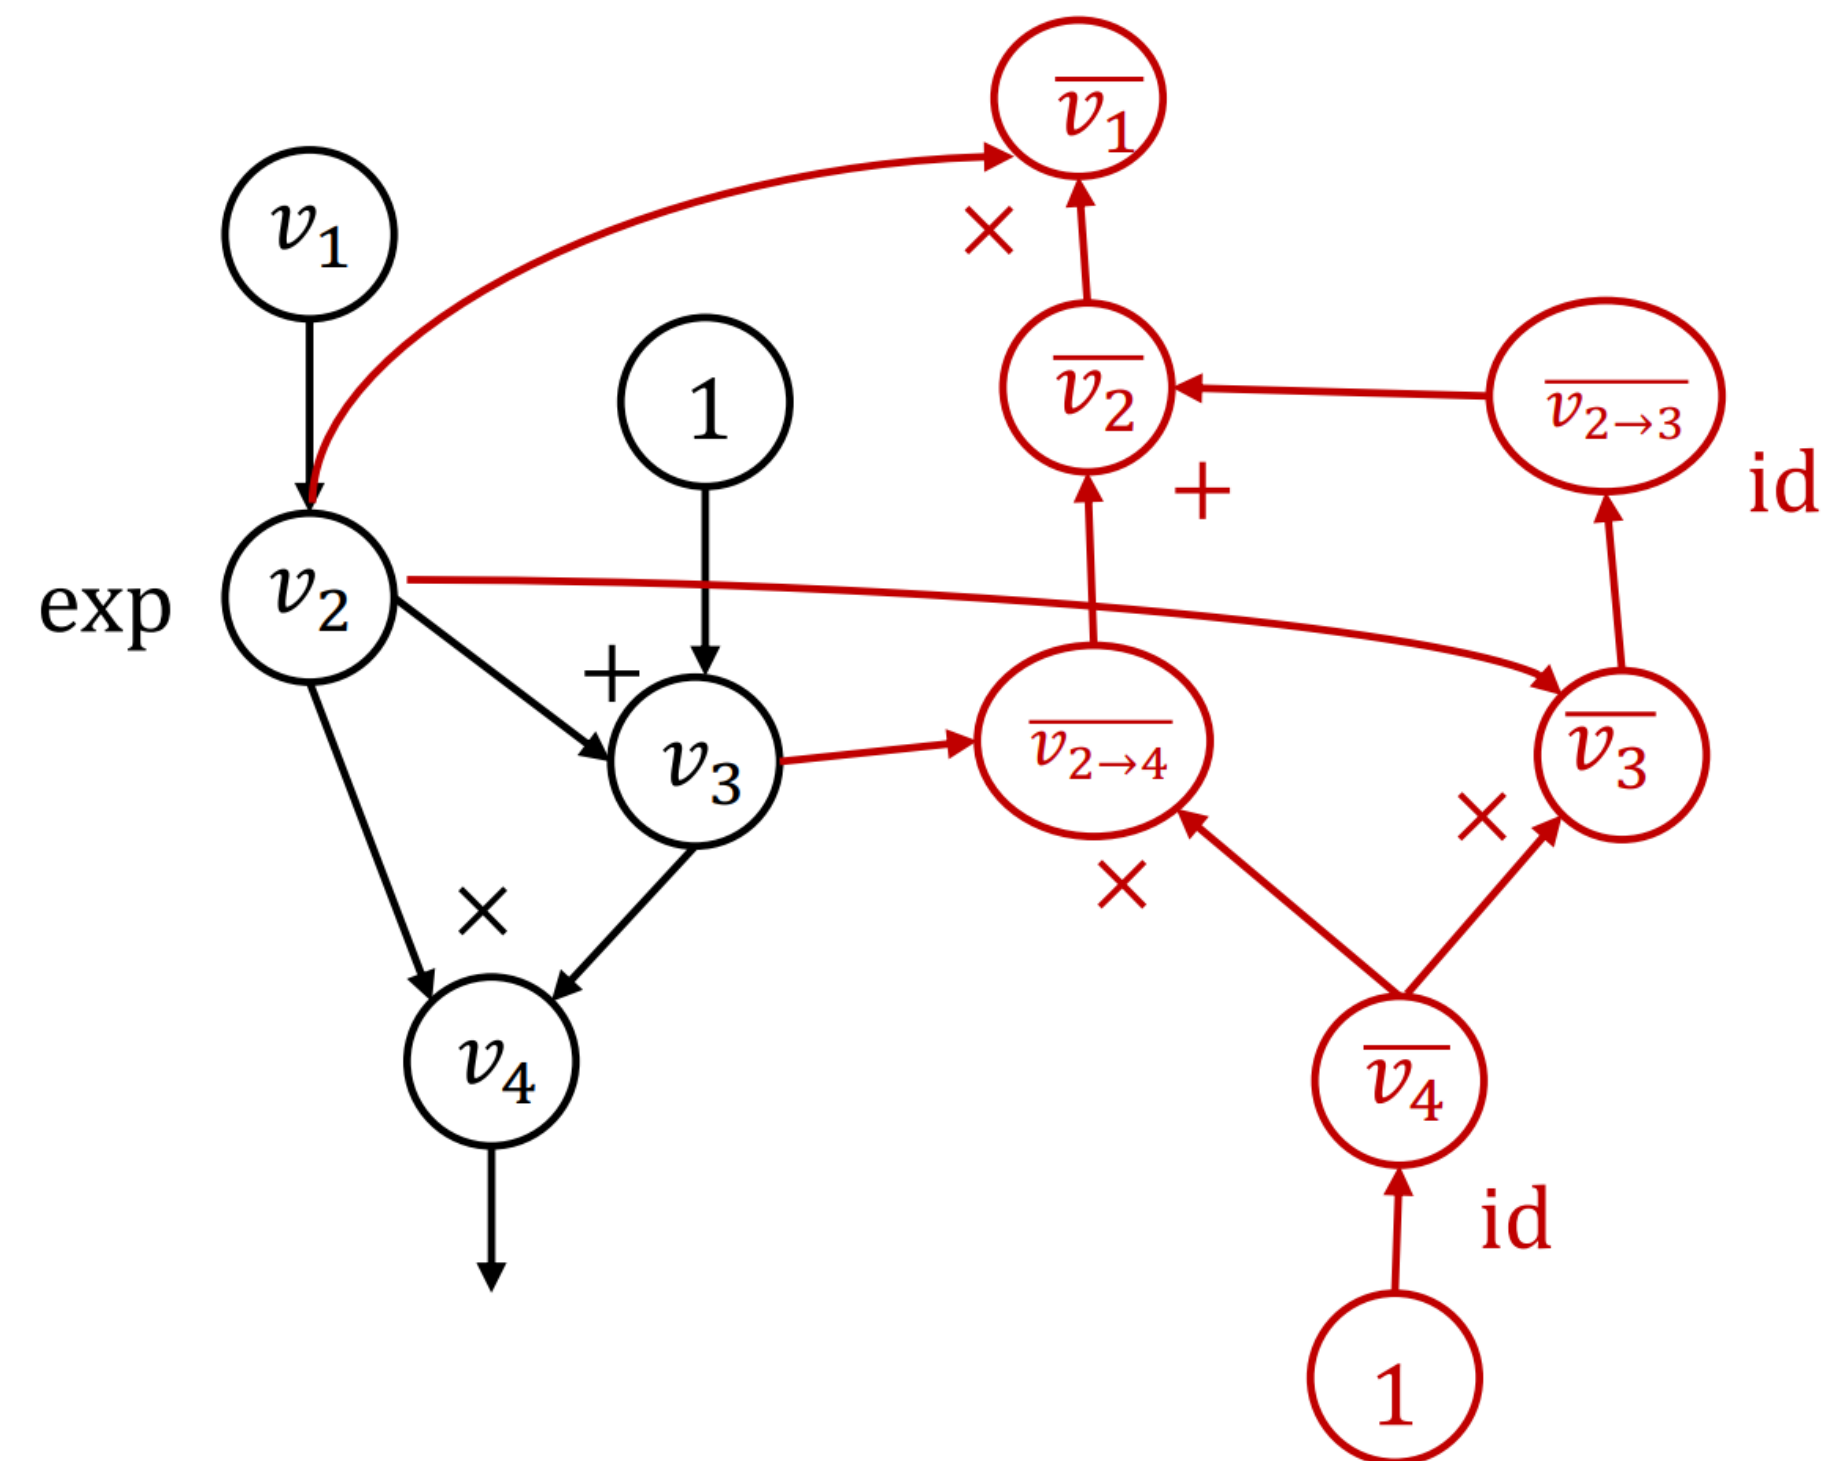 v̅₁
v₁
1
v̅₂
v̅₂→₃
×
+
id
exp
v₂
+
v₃
v̅₂→₄
v̅₃
×
×
×
v₄
v̅₄
id
1